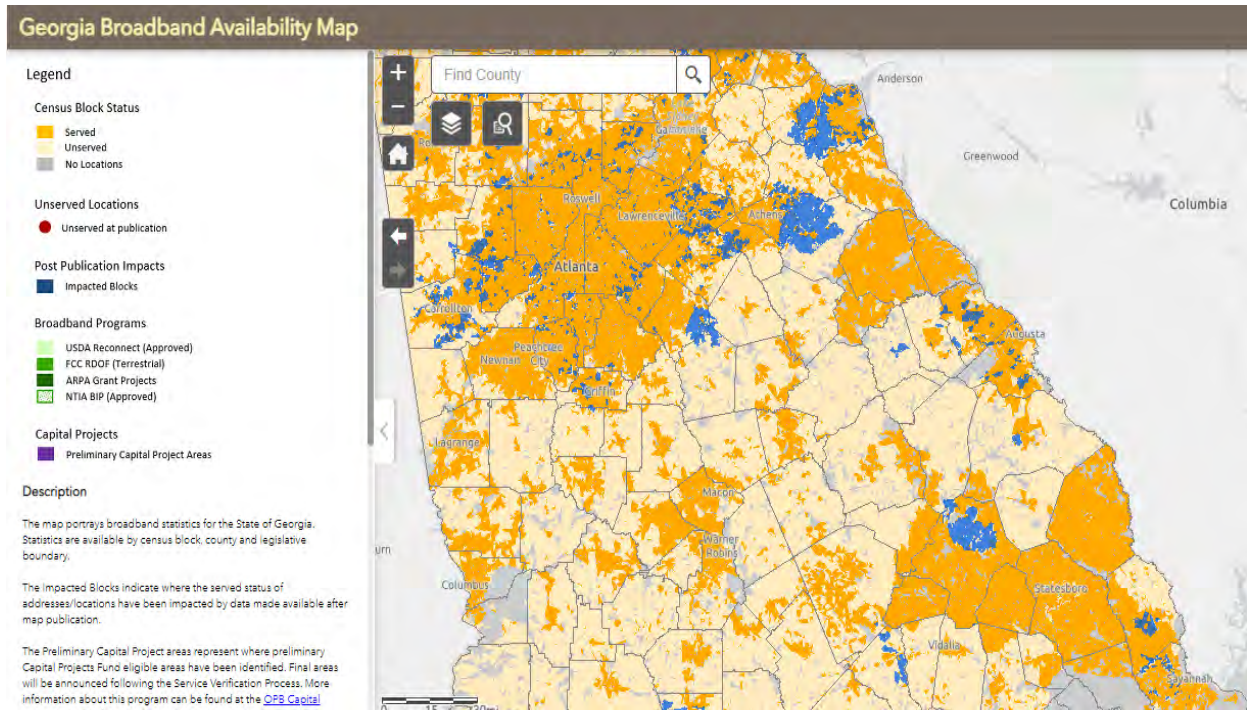 Georgia Broadband Availability Map
Legend
Census Block Status
Served
Unserved
No Locations
Unserved Locations
Unserved at publication
Post Publication Impacts
Impacted Blocks
Broadband Programs
USDA Reconnect (Approved)
FCC RDOF (Terrestrial)
ARPA Grant Projects
NTIA BIP (Approved)
Capital Projects
Preliminary Capital Project Areas
Description
The map portrays broadband statistics for the State of Georgia.
Statistics are available by census block, county and legislative
boundary.
The Impacted Blocks indicate where the served status of
addresses/locations have been impacted by data made available after
map publication.
The Preliminary Capital Project areas represent where preliminary
Capital Projects Fund eligible areas have been identified. Final areas
will be announced following the Service Verification Process. More
information about this program can be found at the OPB Capital
+
Find County
−
Anderson
Greenwood
Columbia
Roswell
Lawrenceville
Athens
Atlanta
Carrollton
Augusta
Peachtree
City
Newnan
Griffin
Lagrange
Macon
Warner
Robins
urn
Columbus
Statesboro
Vidalia
Savannah
0 15 30mi